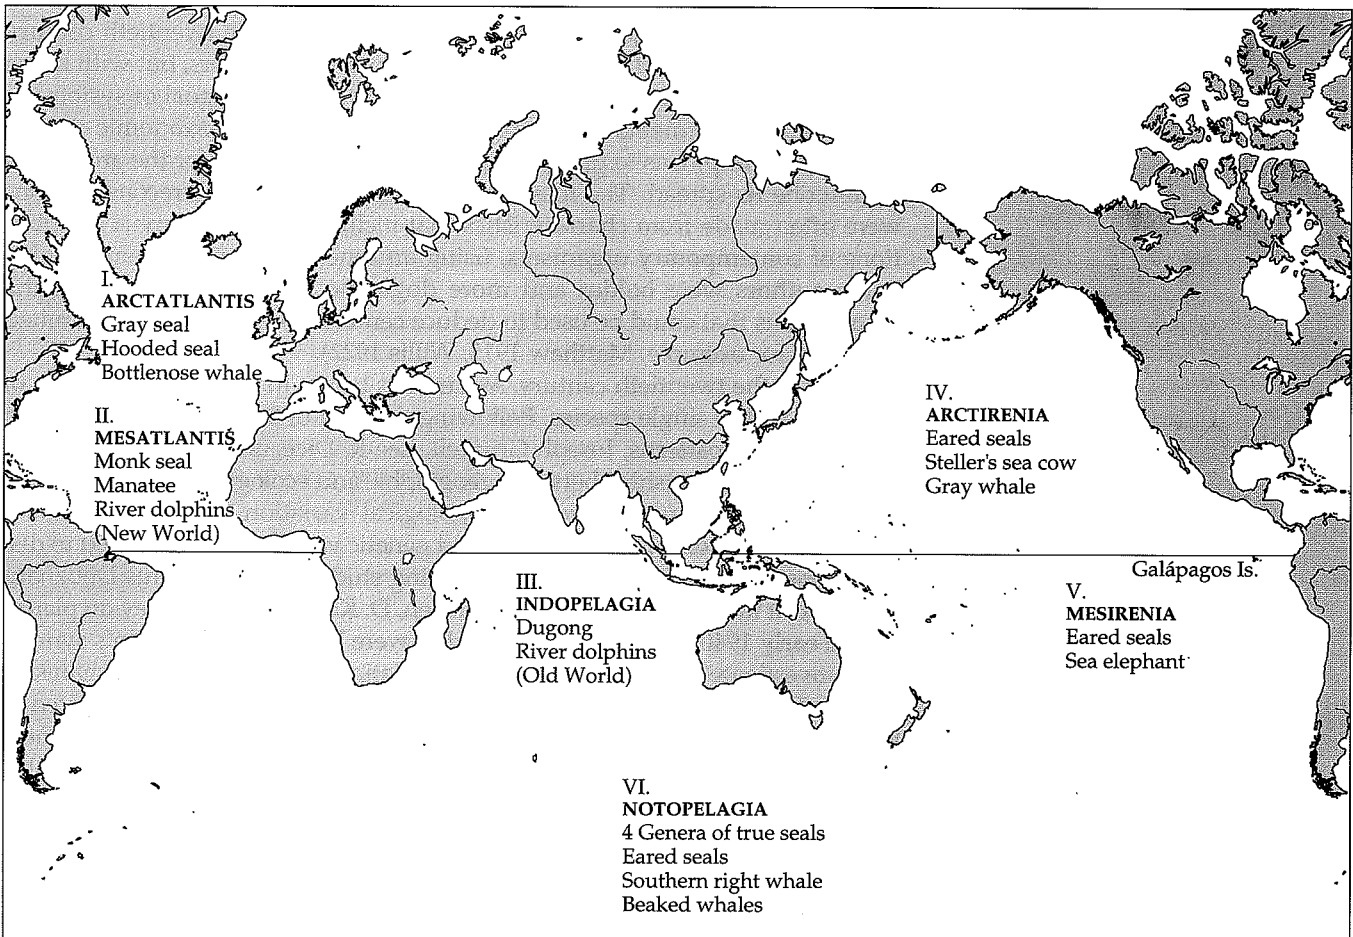 I.
ARCTATLANTIS
Gray seal
Hooded seal
Bottlenose whale
II.
MESATLANTIS
Monk seal
Manatee
River dolphins
(New World)
III.
INDOPELAGIA
Dugong
River dolphins
(Old World)
IV.
ARCTIRENIA
Eared seals
Steller's sea cow
Gray whale
Galápagos Is.
V.
MESIRENIA
Eared seals
Sea elephant
VI.
NOTOPELAGIA
4 Genera of true seals
Eared seals
Southern right whale
Beaked whales